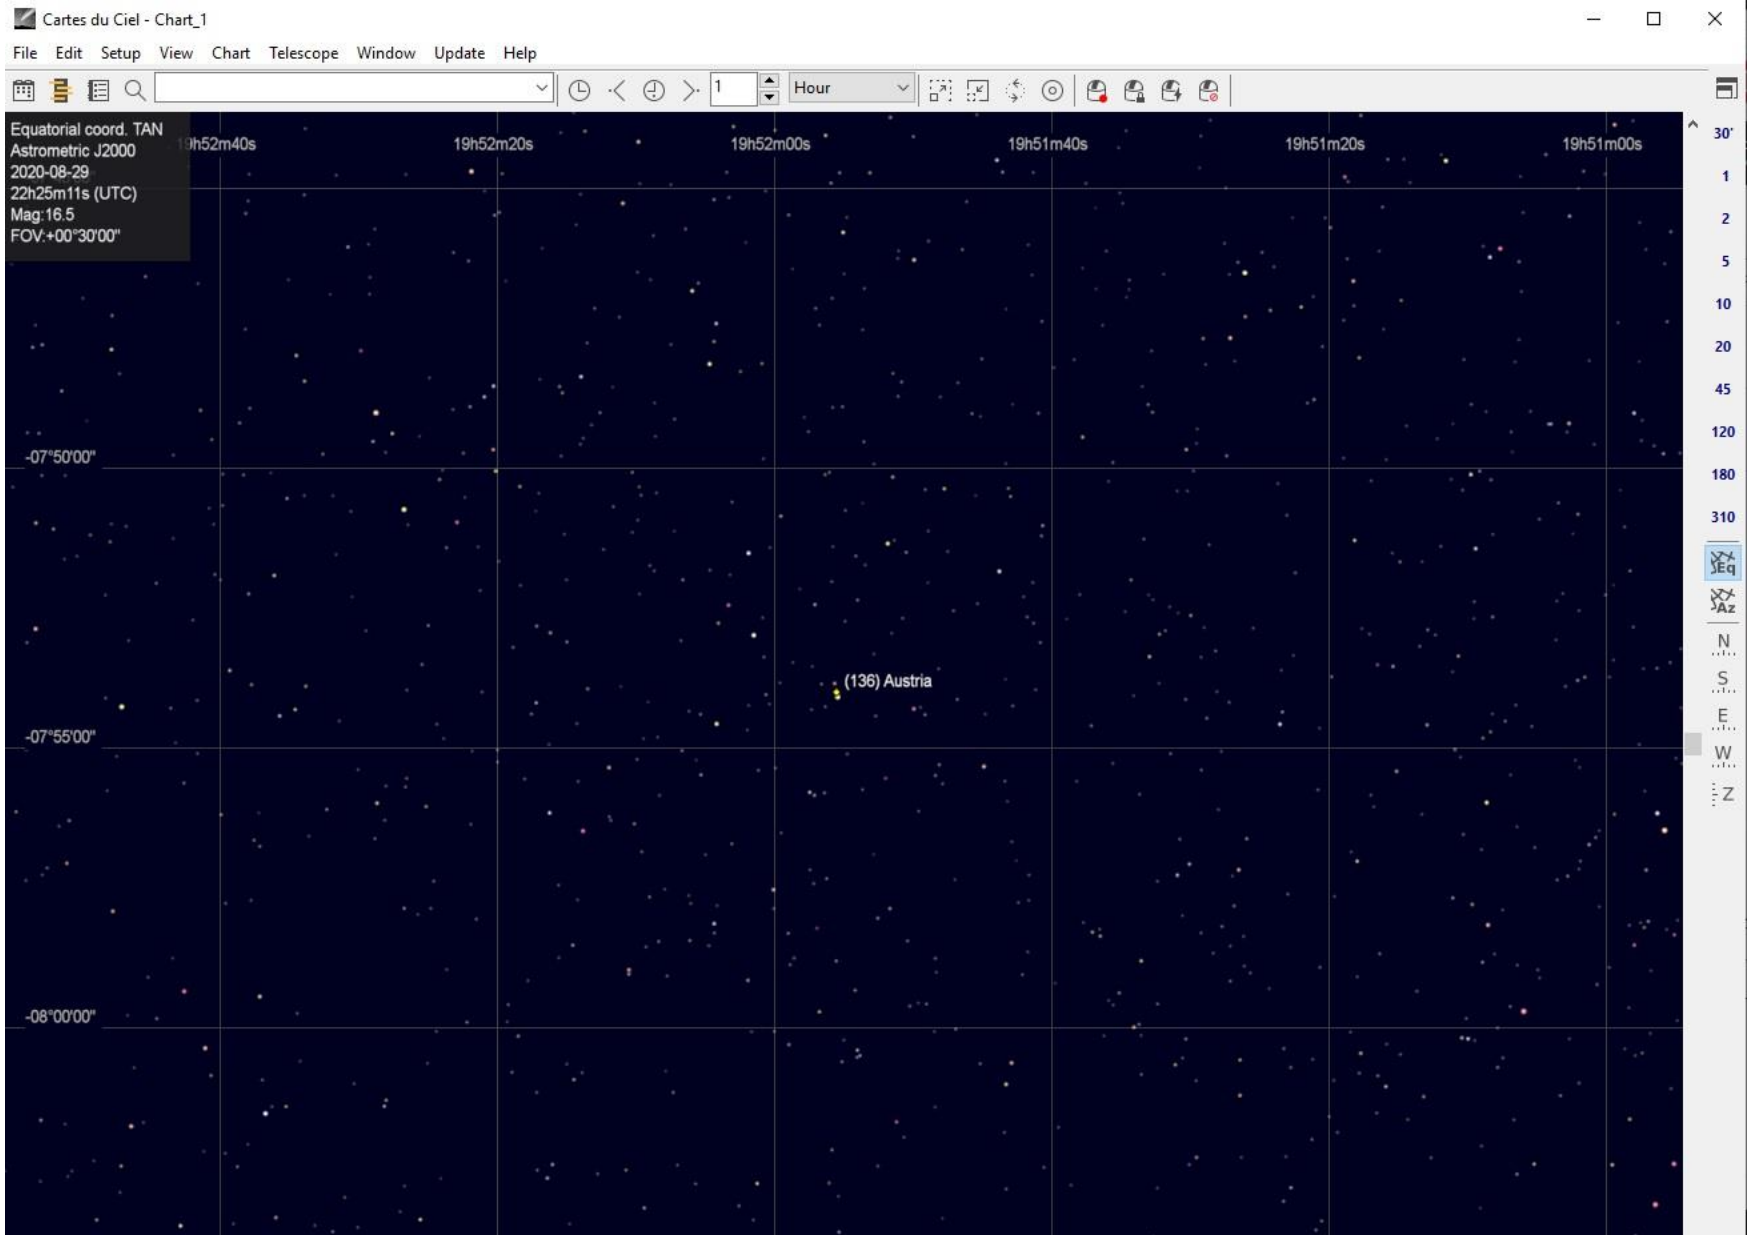 Cartes du Ciel - Chart_1
File Edit Setup View Chart Telescope Window Update Help
1 Hour
Equatorial coord. TAN
Astrometric J2000
2020-08-29
22h25m11s (UTC)
Mag:16.5
FOV:+00°30'00"
19h52m40s 19h52m20s 19h52m00s 19h51m40s 19h51m20s 19h51m00s
-07°50'00"
(136) Austria
-07°55'00"
-08°00'00"
30'
1
2
5
10
20
45
120
180
310
Eq
Az
N
S
E
W
Z